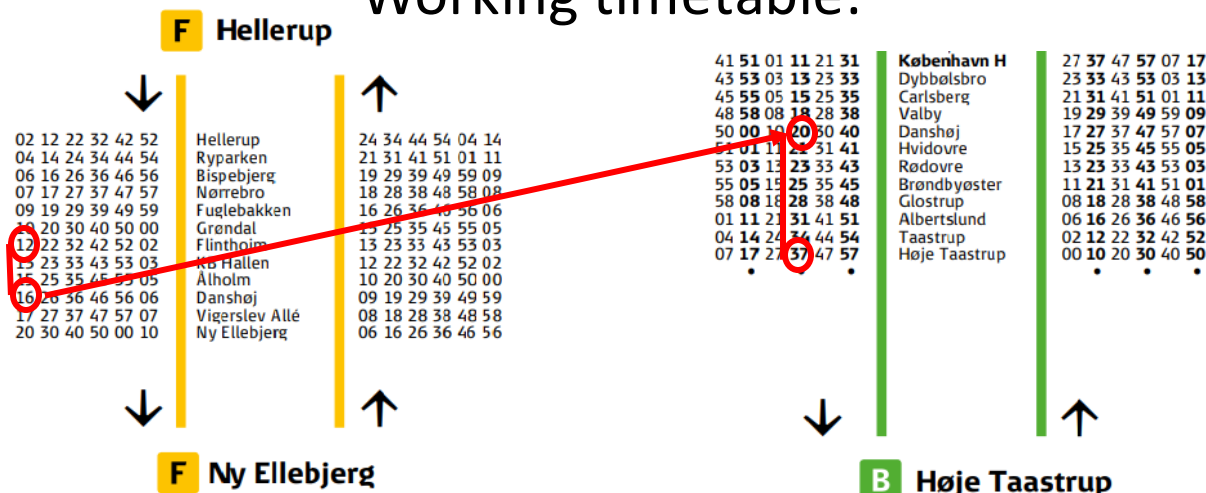 Working timetable:
F Hellerup
02 12 22 32 42 52 Hellerup 24 34 44 54 04 14
04 14 24 34 44 54 Ryparken 21 31 41 51 01 11
06 16 26 36 46 56 Bispebjerg 19 29 39 49 59 09
07 17 27 37 47 57 Nørrebro 18 28 38 48 58 08
09 19 29 39 49 59 Fuglebakken 16 26 36 46 56 06
10 20 30 40 50 00 Grøndal 15 25 35 45 55 05
12 22 32 42 52 02 Flintholm 13 23 33 43 53 03
13 23 33 43 53 03 KB Hallen 12 22 32 42 52 02
15 25 35 45 55 05 Ålholm 10 20 30 40 50 00
16 26 36 46 56 06 Danshøj 09 19 29 39 49 59
17 27 37 47 57 07 Vigerslev Allé 08 18 28 38 48 58
20 30 40 50 00 10 Ny Ellebjerg 06 16 26 36 46 56
F Ny Ellebjerg
41 51 01 11 21 31 København H 27 37 47 57 07 17
43 53 03 13 23 33 Dybbølsbro 23 33 43 53 03 13
45 55 05 15 25 35 Carlsberg 21 31 41 51 01 11
48 58 08 18 28 38 Valby 19 29 39 49 59 09
50 00 10 20 30 40 Danshøj 17 27 37 47 57 07
51 01 11 21 31 41 Hvidovre 15 25 35 45 55 05
53 03 13 23 33 43 Rødovre 13 23 33 43 53 03
55 05 15 25 35 45 Brøndbyøster 11 21 31 41 51 01
58 08 18 28 38 48 Glostrup 08 18 28 38 48 58
01 11 21 31 41 51 Albertslund 06 16 26 36 46 56
04 14 24 34 44 54 Taastrup 02 12 22 32 42 52
07 17 27 37 47 57 Høje Taastrup 00 10 20 30 40 50
B Høje Taastrup